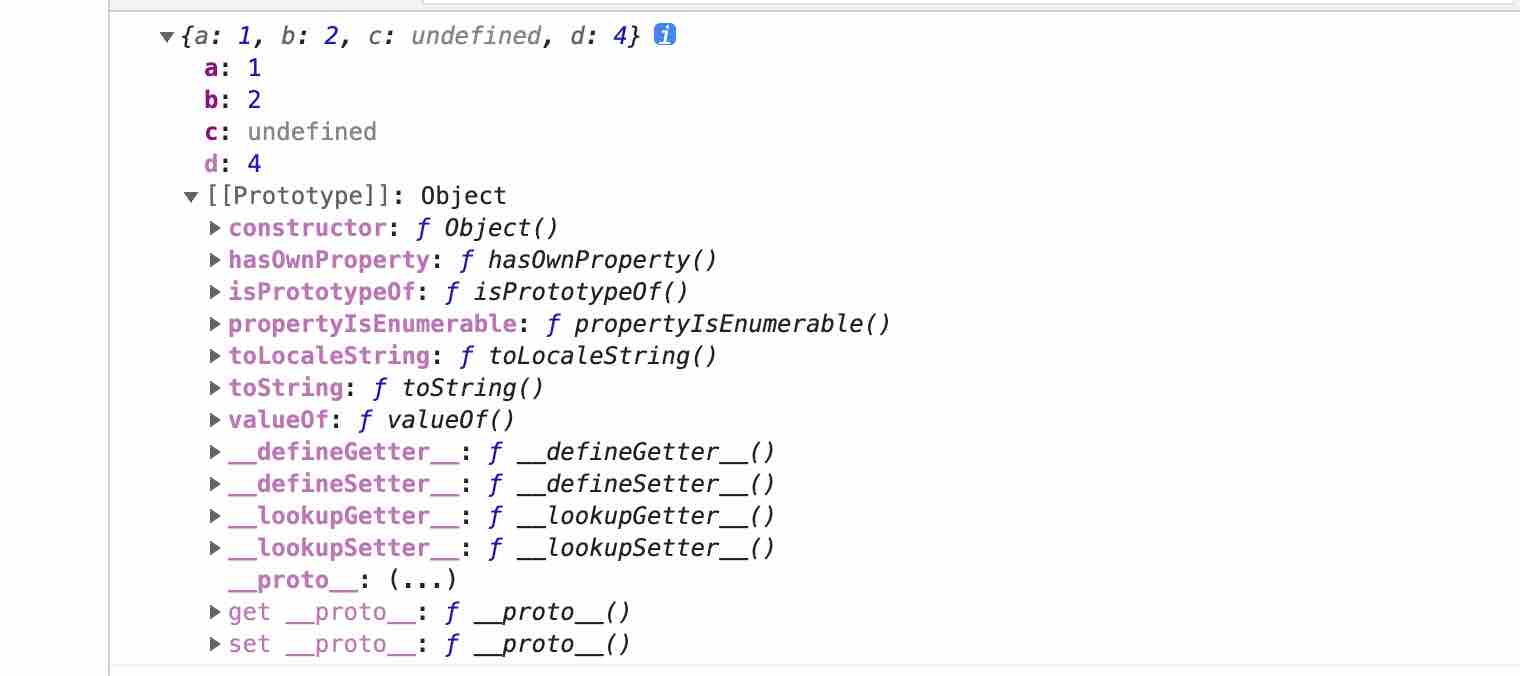 ▼{a: 1, b: 2, c: undefined, d: 4} i
a: 1
b: 2
c: undefined
d: 4
▼[[Prototype]]: Object
▶constructor: ƒ Object()
▶hasOwnProperty: ƒ hasOwnProperty()
▶isPrototypeOf: ƒ isPrototypeOf()
▶propertyIsEnumerable: ƒ propertyIsEnumerable()
▶toLocaleString: ƒ toLocaleString()
▶toString: ƒ toString()
▶valueOf: ƒ valueOf()
▶__defineGetter__: ƒ __defineGetter__()
▶__defineSetter__: ƒ __defineSetter__()
▶__lookupGetter__: ƒ __lookupGetter__()
▶__lookupSetter__: ƒ __lookupSetter__()
__proto__: (...)
▶get __proto__: ƒ __proto__()
▶set __proto__: ƒ __proto__()